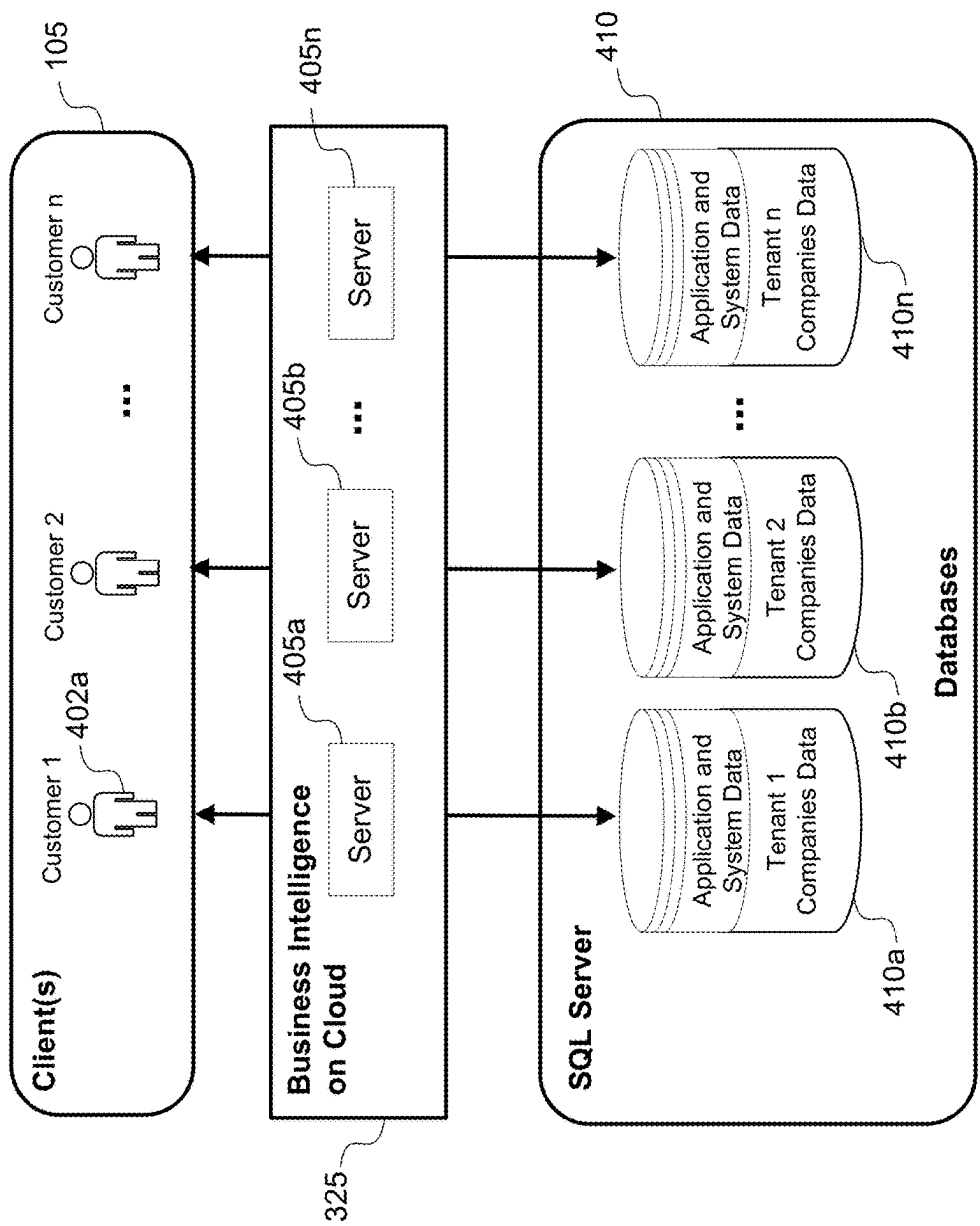 105
Client(s)
Customer 1
Customer 2
...
Customer n
402a
Business Intelligence
on Cloud
325
Server
405a
Server
405b
...
Server
405n
SQL Server
410
Application and
System Data
Tenant 1
Companies Data
410a
Application and
System Data
Tenant 2
Companies Data
410b
...
Application and
System Data
Tenant n
Companies Data
410n
Databases